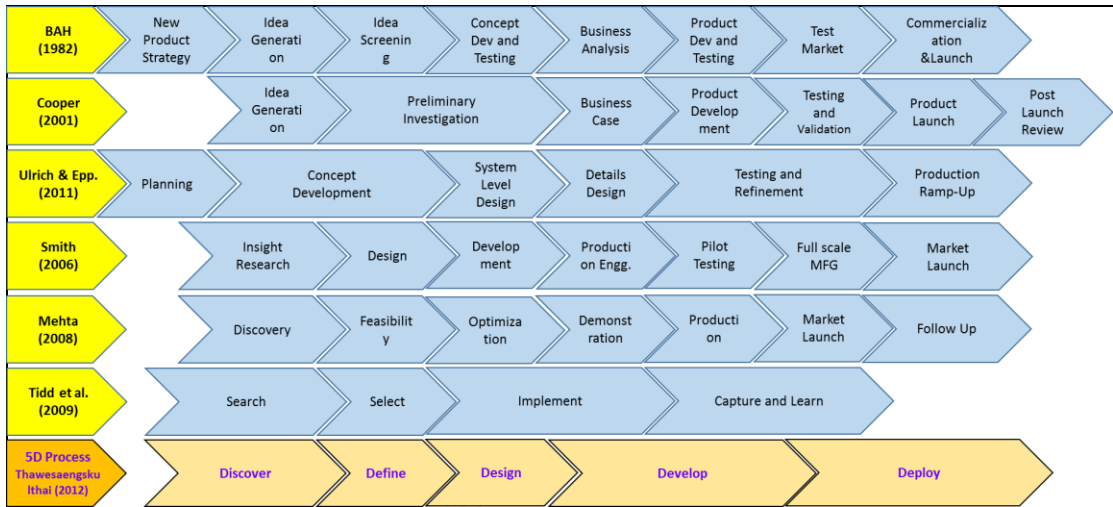 BAH
(1982)
New
Product
Strategy
Idea
Generati
on
Idea
Screenin
g
Concept
Dev and
Testing
Business
Analysis
Product
Dev and
Testing
Test
Market
Commercializ
ation
&Launch
Cooper
(2001)
Idea
Generati
on
Preliminary
Investigation
Business
Case
Product
Develop
ment
Testing
and
Validation
Product
Launch
Post
Launch
Review
Ulrich & Epp.
(2011)
Planning
Concept
Development
System
Level
Design
Details
Design
Testing and
Refinement
Production
Ramp-Up
Smith
(2006)
Insight
Research
Design
Develop
ment
Producti
on Engg.
Pilot
Testing
Full scale
MFG
Market
Launch
Mehta
(2008)
Discovery
Feasibilit
y
Optimiza
tion
Demonst
ration
Producti
on
Market
Launch
Follow Up
Tidd et al.
(2009)
Search
Select
Implement
Capture and Learn
5D Process
Thawesaengsku
lthai (2012)
Discover
Define
Design
Develop
Deploy